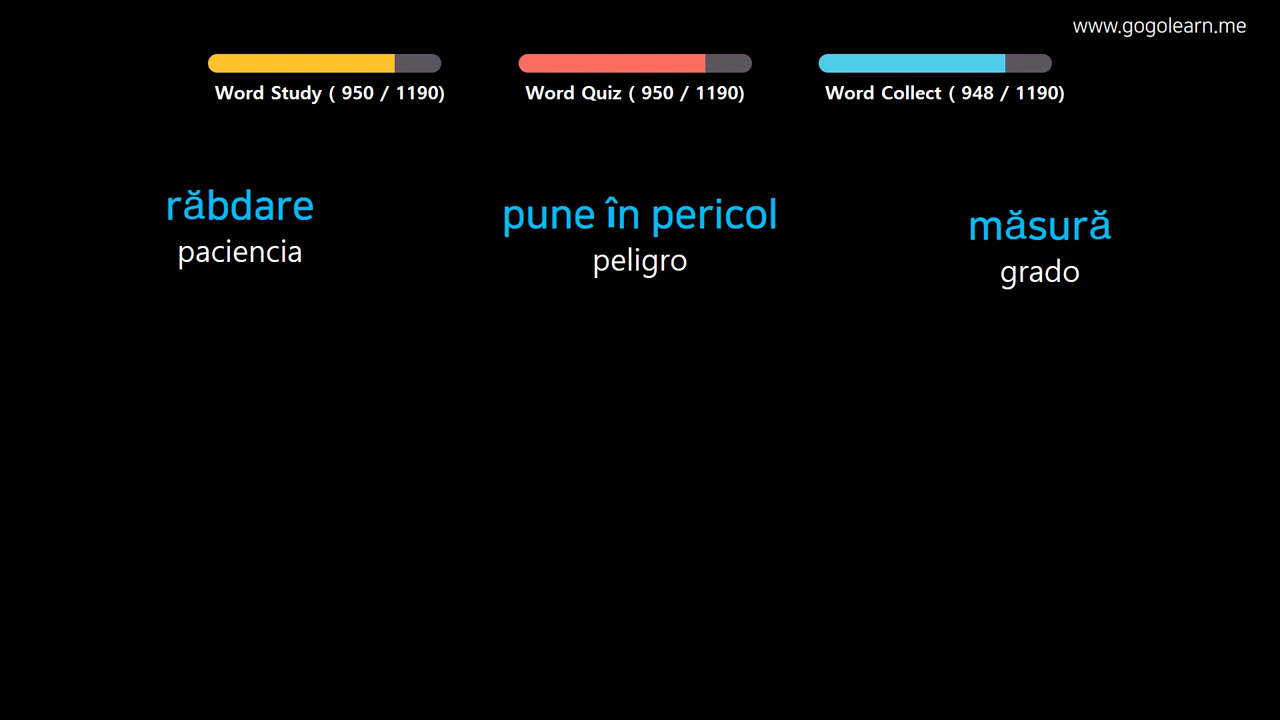 www.gogolearn.me
Word Study ( 950 / 1190)
Word Quiz ( 950 / 1190)
Word Collect ( 948 / 1190)
răbdare
paciencia
pune în pericol
peligro
măsură
grado